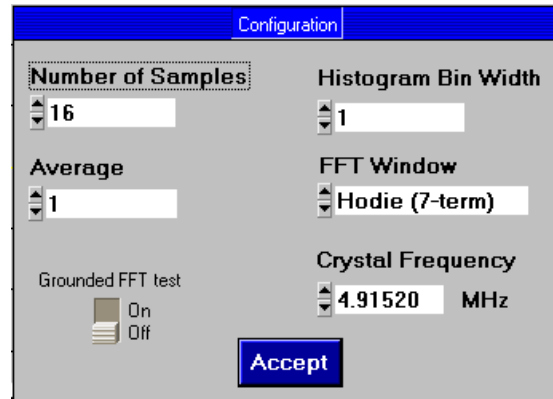 Configuration
Number of Samples
16
Histogram Bin Width
1
Average
1
FFT Window
Hodie (7-term)
Grounded FFT test
On
Off
Crystal Frequency
4.91520 MHz
Accept